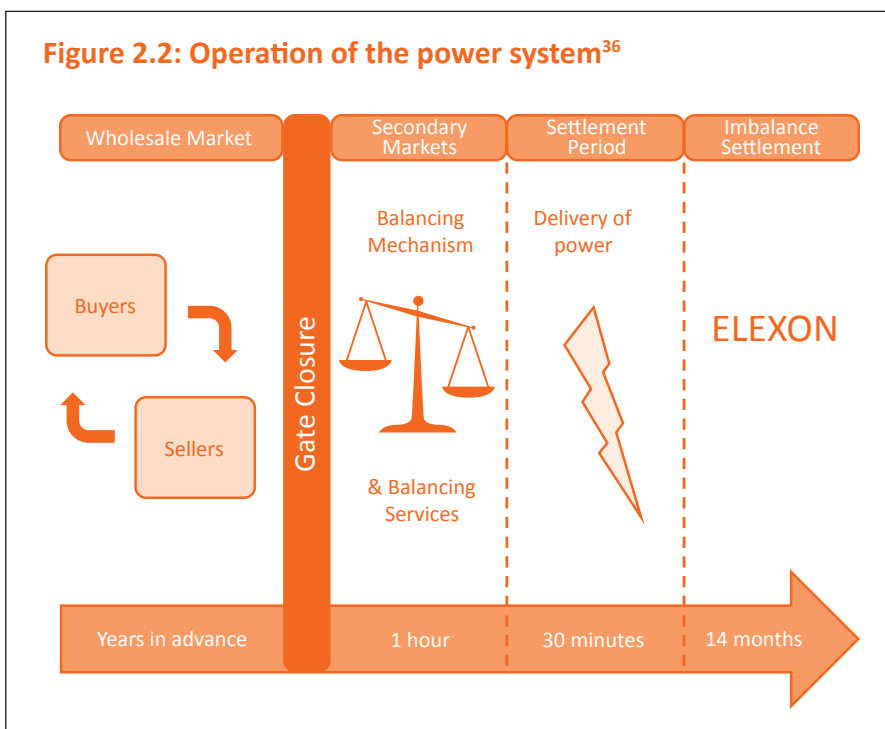 Figure 2.2: Operation of the power system36
Wholesale Market
Secondary
Markets
Settlement
Period
Imbalance
Settlement
Buyers
Sellers
Gate Closure
Balancing
Mechanism
& Balancing
Services
Delivery of
power
ELEXON
Years in advance
1 hour
30 minutes
14 months